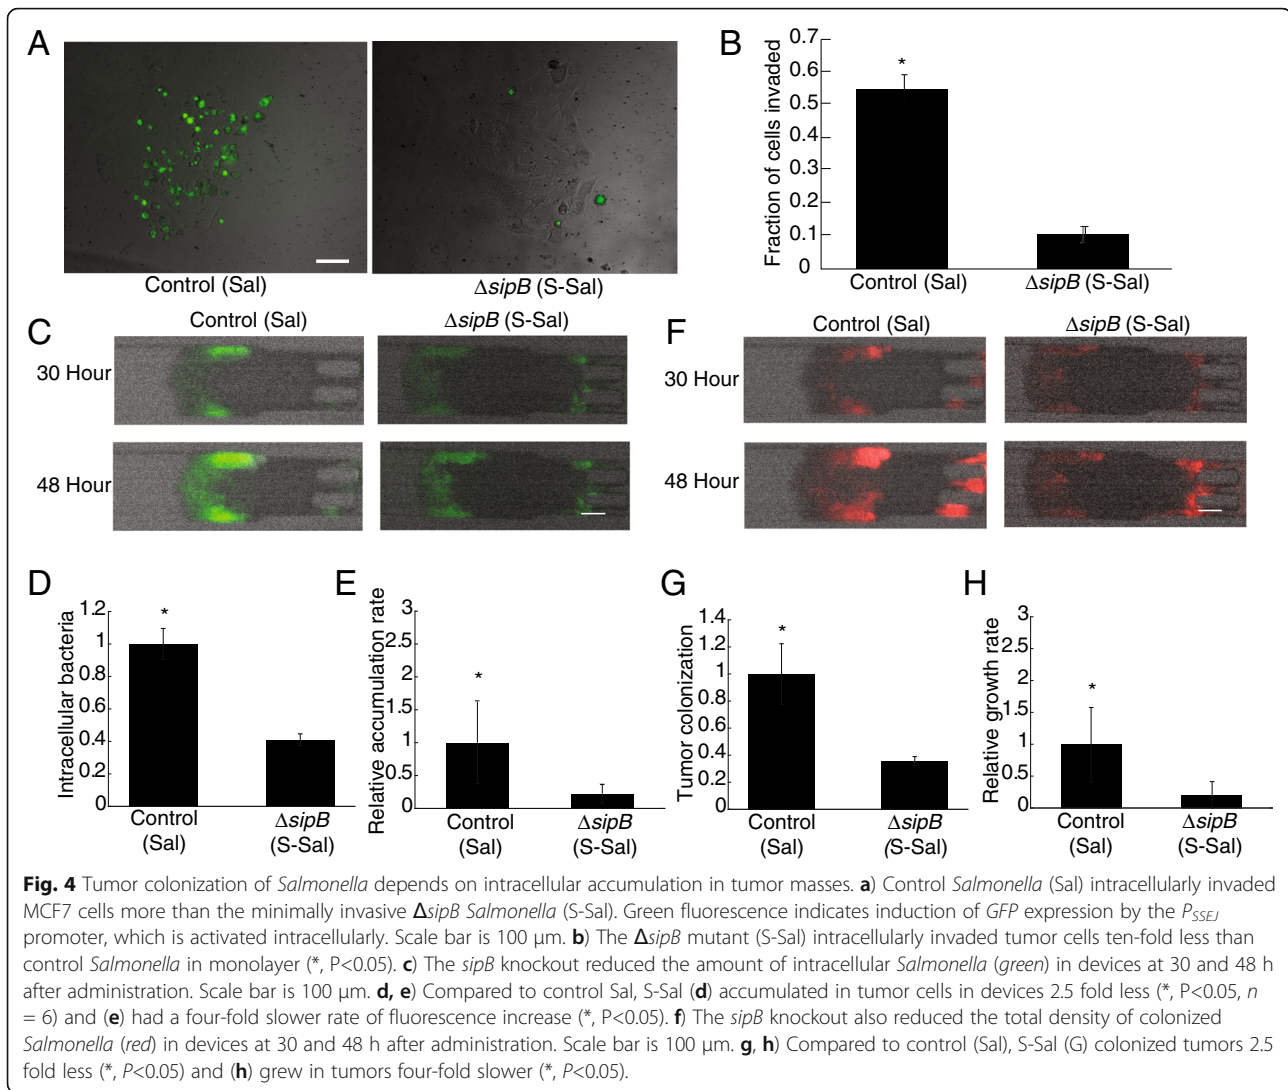 A
Control (Sal)
ΔsipB (S-Sal)
B
Fraction of cells invaded
0.7
0.6
0.5
0.4
0.3
0.2
0.1
0
*
Control (Sal)
ΔsipB (S-Sal)
C
Control (Sal)
ΔsipB (S-Sal)
30 Hour
48 Hour
F
Control (Sal)
ΔsipB (S-Sal)
30 Hour
48 Hour
D
Intracellular bacteria
1.2
1
0.8
0.6
0.4
0.2
0
*
Control
(Sal)
ΔsipB
(S-Sal)
E
Relative accumulation rate
3
2.5
2
1.5
1
0.5
0
*
Control
(Sal)
ΔsipB
(S-Sal)
G
Tumor colonization
1.4
1.2
1
0.8
0.6
0.4
0.2
0
*
Control
(Sal)
ΔsipB
(S-Sal)
H
Relative growth rate
3
2.5
2
1.5
1
0.5
0
*
Control
(Sal)
ΔsipB
(S-Sal)
Fig. 4 Tumor colonization of Salmonella depends on intracellular accumulation in tumor masses. a) Control Salmonella (Sal) intracellularly invaded
MCF7 cells more than the minimally invasive ΔsipB Salmonella (S-Sal). Green fluorescence indicates induction of GFP expression by the PSSEJ
promoter, which is activated intracellularly. Scale bar is 100 μm. b) The ΔsipB mutant (S-Sal) intracellularly invaded tumor cells ten-fold less than
control Salmonella in monolayer (*, P<0.05). c) The sipB knockout reduced the amount of intracellular Salmonella (green) in devices at 30 and 48 h
after administration. Scale bar is 100 μm. d, e) Compared to control Sal, S-Sal (d) accumulated in tumor cells in devices 2.5 fold less (*, P<0.05, n
= 6) and (e) had a four-fold slower rate of fluorescence increase (*, P<0.05). f) The sipB knockout also reduced the total density of colonized
Salmonella (red) in devices at 30 and 48 h after administration. Scale bar is 100 μm. g, h) Compared to control (Sal), S-Sal (G) colonized tumors 2.5
fold less (*, P<0.05) and (h) grew in tumors four-fold slower (*, P<0.05).